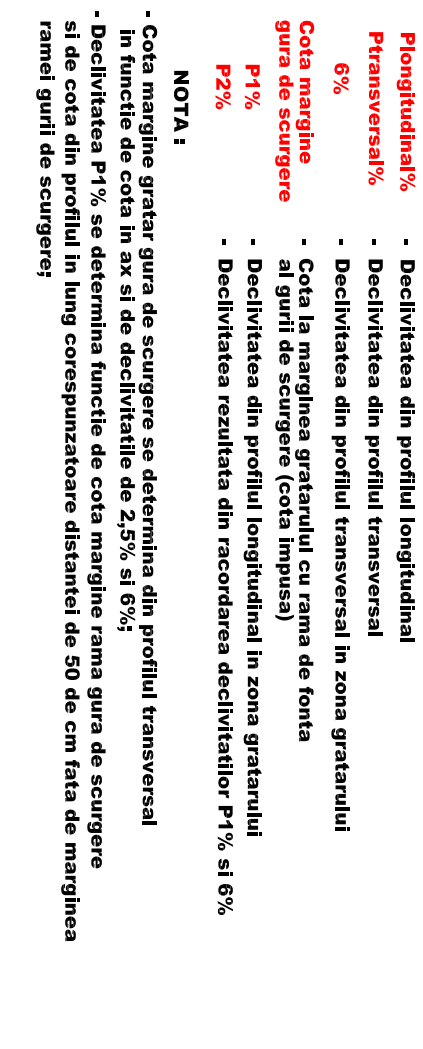 Plongitudinal% - Declivitatea din profilul longitudinal
Ptransversal% - Declivitatea din profilul transversal
6% - Declivitatea din profilul transversal in zona gratarului
Cota margine - Cota la marginea gratarului cu rama de fonta
gura de scurgere al gurii de scurgere (cota impusa)
P1% - Declivitatea din profilul longitudinal in zona gratarului
P2% - Declivitatea rezultata din racordarea declivitatilor P1% si 6%
NOTA :
- Cota margine gratar gura de scurgere se determina din profilul transversal
in functie de cota in ax si de declivitatile de 2,5% si 6%;
- Declivitatea P1% se determina functie de cota margine rama gura de scurgere
si de cota din profilul in lung corespunzatoare distantei de 50 de cm fata de marginea
ramei gurii de scurgere;